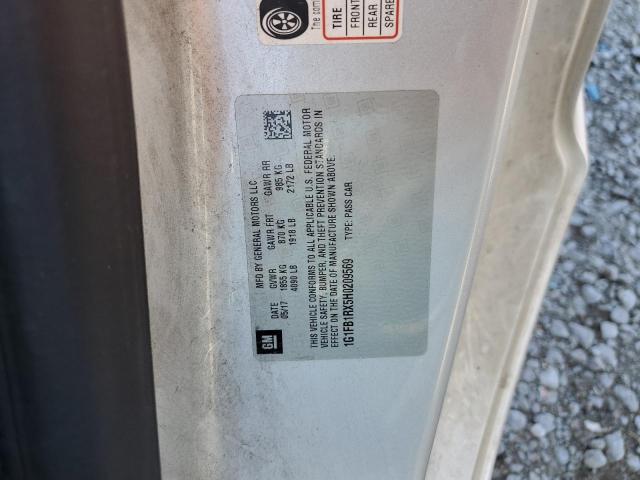 The com
TIRE
FRONT
REAR
SPARE
GM
MFD BY GENERAL MOTORS LLC
DATE GVWR GAWR FRT GAWR RR
05/17 1855 KG 870 KG 985 KG
4090 LB 1918 LB 2172 LB
THIS VEHICLE CONFORMS TO ALL APPLICABLE U.S. FEDERAL MOTOR
VEHICLE SAFETY, BUMPER, AND THEFT PREVENTION STANDARDS IN
EFFECT ON THE DATE OF MANUFACTURE SHOWN ABOVE.
1G1FB1RX5H0209569 TYPE: PASS CAR